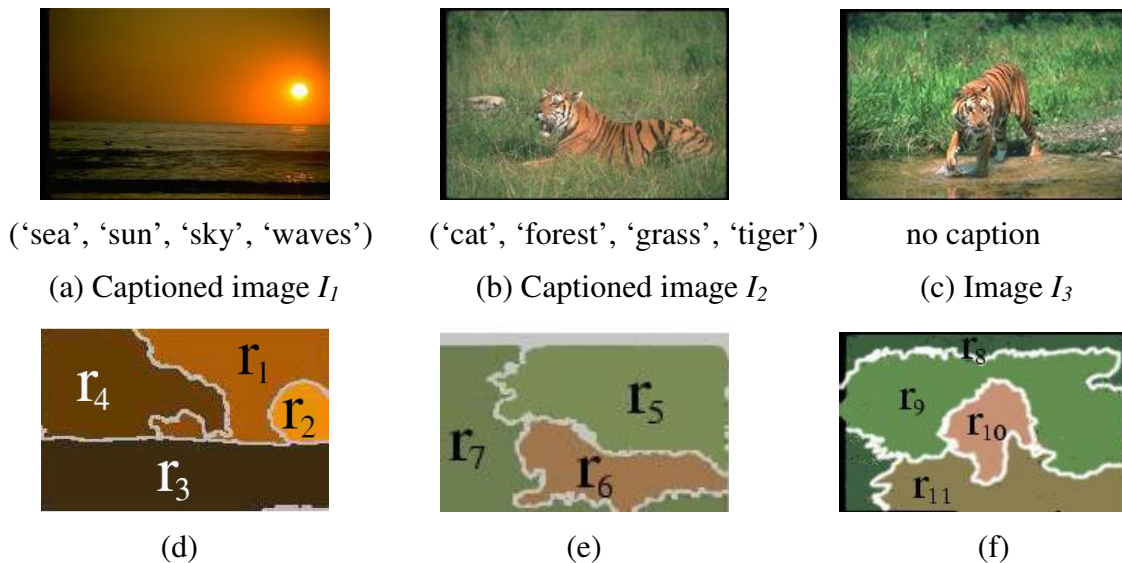 (‘sea’, ‘sun’, ‘sky’, ‘waves’)
(‘cat’, ‘forest’, ‘grass’, ‘tiger’)
no caption
(a) Captioned image I₁
(b) Captioned image I₂
(c) Image I₃
r₁
r₂
r₃
r₄
r₅
r₆
r₇
r₈
r₉
r₁₀
r₁₁
(d)
(e)
(f)